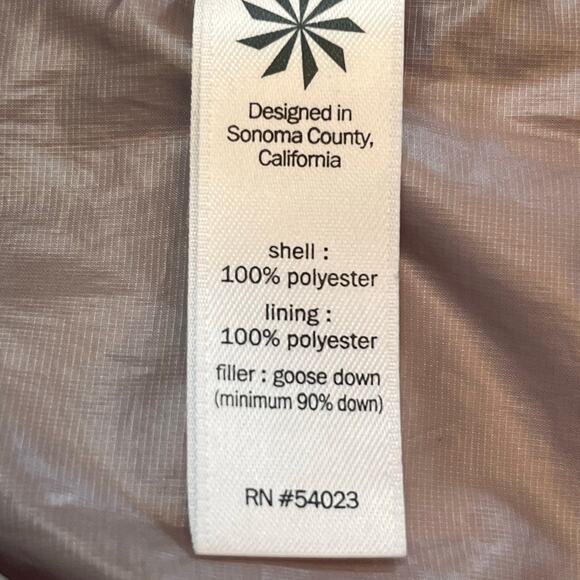 Designed in
Sonoma County,
California
shell :
100% polyester
lining :
100% polyester
filler : goose down
(minimum 90% down)
RN #54023